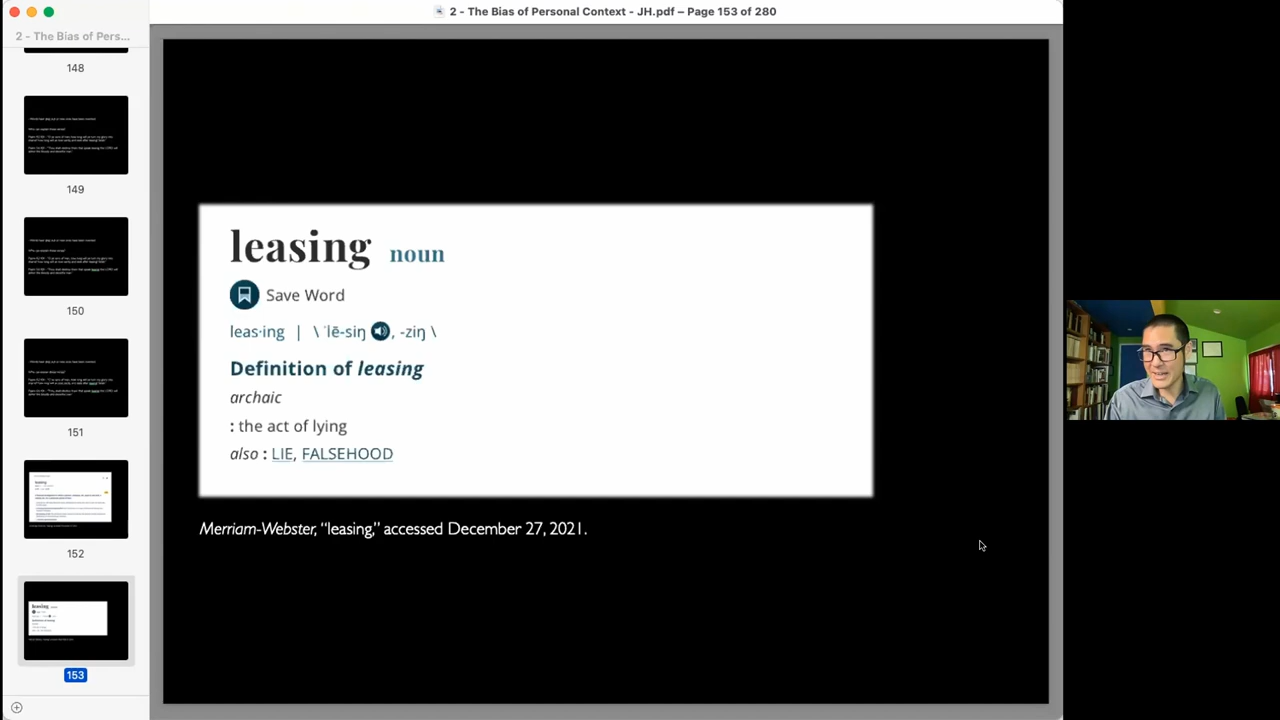 2 - The Bias of Personal Context - JH.pdf – Page 153 of 280
2 - The Bias of Pers...
148
149
150
151
152
153
leasing noun
Save Word
leas·ing | \ ˈlē-siŋ , -ziŋ \
Definition of leasing
archaic
: the act of lying
also : LIE, FALSEHOOD
Merriam-Webster, “leasing,” accessed December 27, 2021.